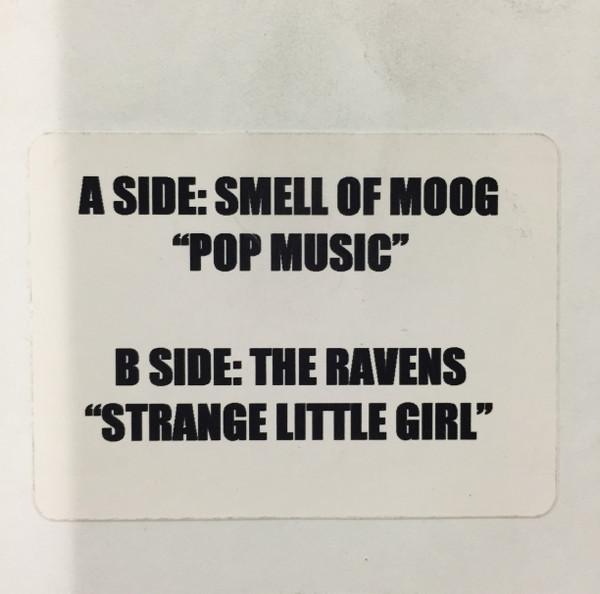 A SIDE: SMELL OF MOOG
“POP MUSIC”
B SIDE: THE RAVENS
“STRANGE LITTLE GIRL”